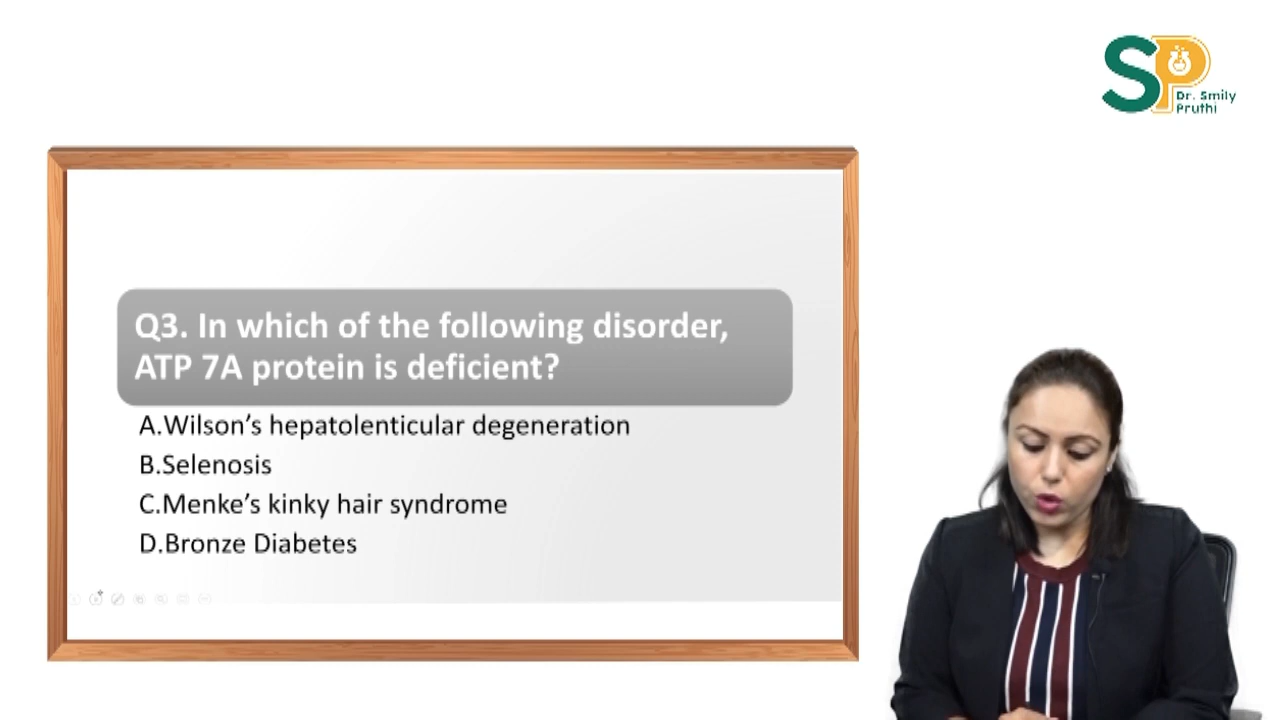 SP
Dr. Smily
Pruthi
Q3. In which of the following disorder,
ATP 7A protein is deficient?
A.Wilson’s hepatolenticular degeneration
B.Selenosis
C.Menke’s kinky hair syndrome
D.Bronze Diabetes